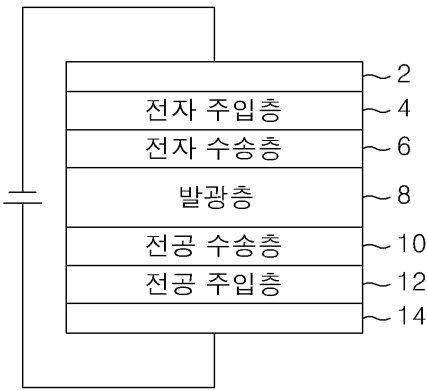 2
전자 주입층 4
전자 수송층 6
발광층 8
전공 수송층 10
전공 주입층 12
14